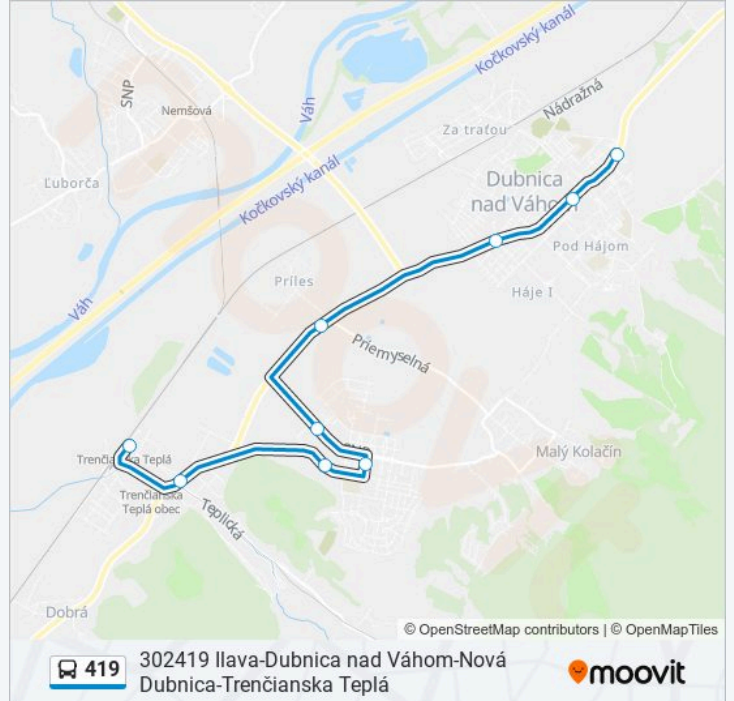 Kočkovský kanál
SNP
Nemšová
Váh
Nádražná
Za traťou
Ľuborča
Kočkovský kanál
Dubnica
nad Váhom
Pod Hájom
Príles
Háje I
Váh
Priemyselná
Trenčianska Teplá
Malý Kolačín
Trenčianska
Teplá obec
Teplická
Dobrá
© OpenStreetMap contributors | © OpenMapTiles
419
302419 Ilava-Dubnica nad Váhom-Nová
Dubnica-Trenčianska Teplá
moovit